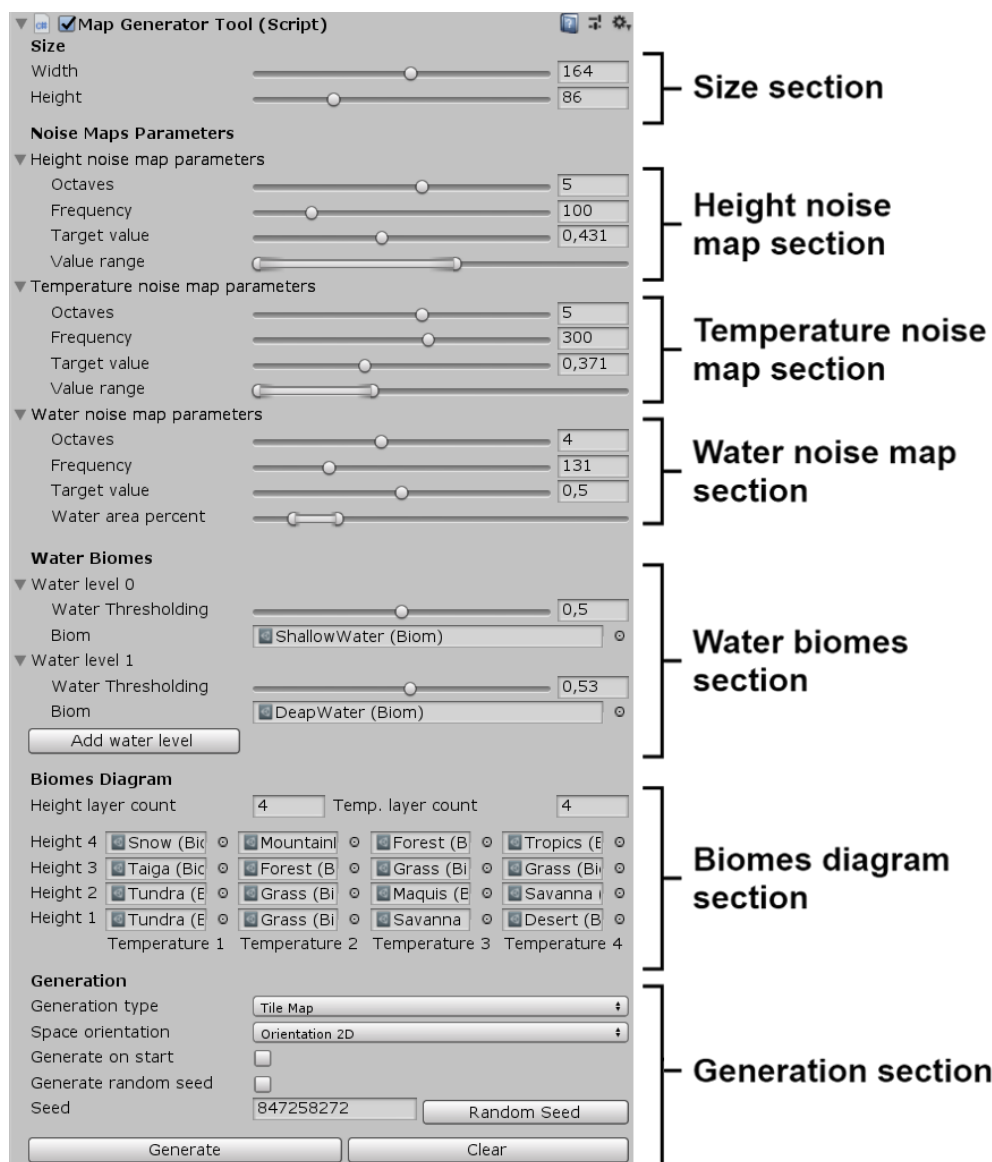 Map Generator Tool (Script)
Size
Width 164
Height 86
Size section
Noise Maps Parameters
Height noise map parameters
Octaves 5
Frequency 100
Target value 0,431
Value range
Height noise
map section
Temperature noise map parameters
Octaves 5
Frequency 300
Target value 0,371
Value range
Temperature noise
map section
Water noise map parameters
Octaves 4
Frequency 131
Target value 0,5
Water area percent
Water noise map
section
Water Biomes
Water level 0
Water Thresholding 0,5
Biom ShallowWater (Biom)
Water level 1
Water Thresholding 0,53
Biom DeapWater (Biom)
Add water level
Water biomes
section
Biomes Diagram
Height layer count 4 Temp. layer count 4
Height 4 Snow (Bio Mountainl Forest (B Tropics (E
Height 3 Taiga (Bio Forest (B Grass (Bi Grass (Bi
Height 2 Tundra (E Grass (Bi Maquis (E Savanna (
Height 1 Tundra (E Grass (Bi Savanna Desert (B
Temperature 1 Temperature 2 Temperature 3 Temperature 4
Biomes diagram
section
Generation
Generation type Tile Map
Space orientation Orientation 2D
Generate on start
Generate random seed
Seed 847258272 Random Seed
Generate Clear
Generation section